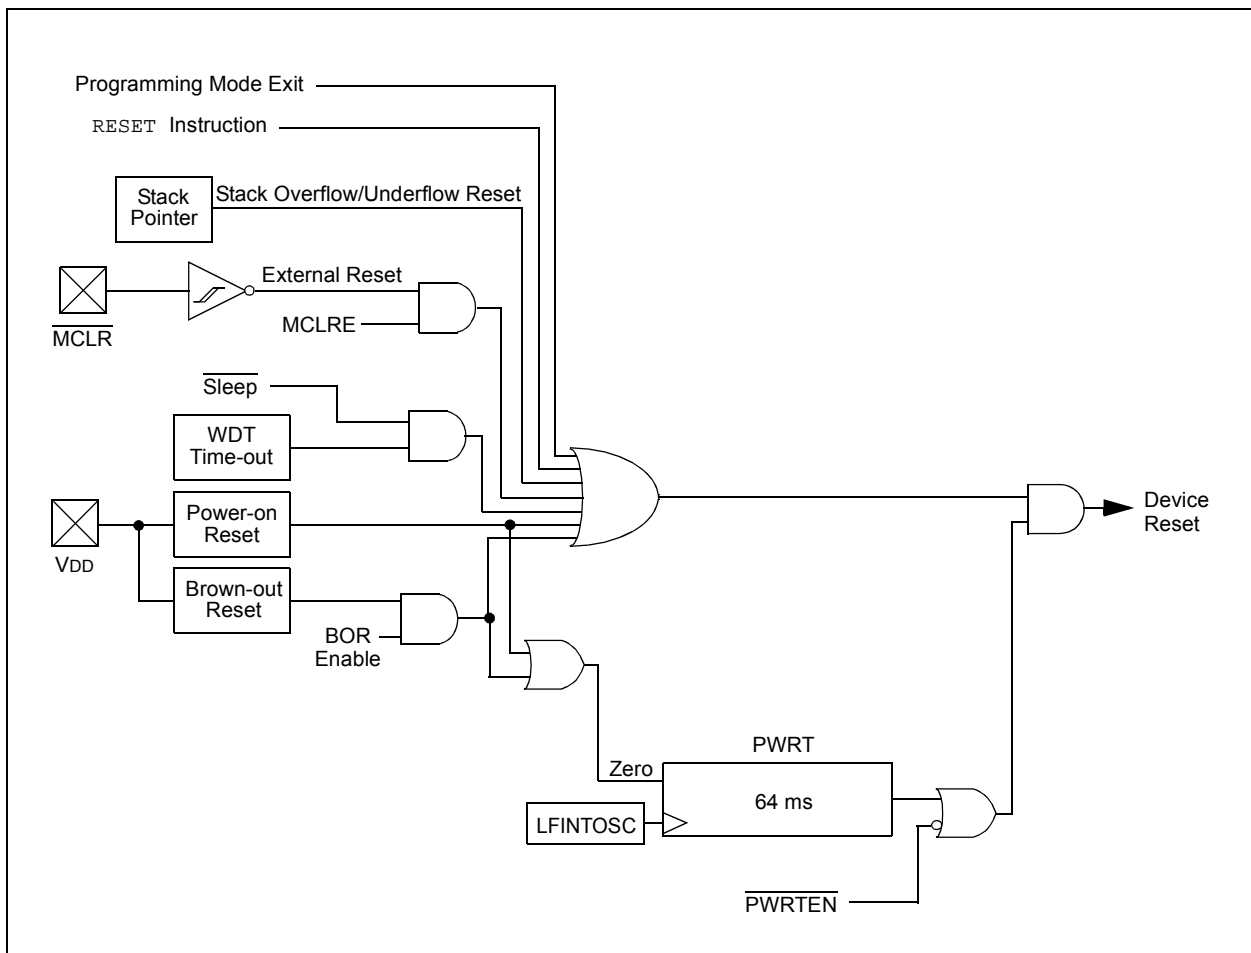 Programming Mode Exit
RESET Instruction
Stack
Pointer
Stack Overflow/Underflow Reset
External Reset
MCLR
MCLRE
Sleep
WDT
Time-out
VDD
Power-on
Reset
Brown-out
Reset
BOR
Enable
Device
Reset
PWRT
Zero
64 ms
LFINTOSC
PWRTEN